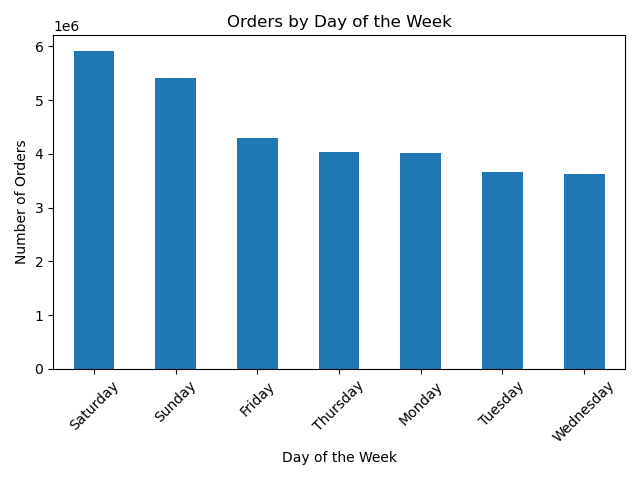 Orders by Day of the Week
1e6
6
5
4
3
2
1
0
Number of Orders
Saturday
Sunday
Friday
Thursday
Monday
Tuesday
Wednesday
Day of the Week